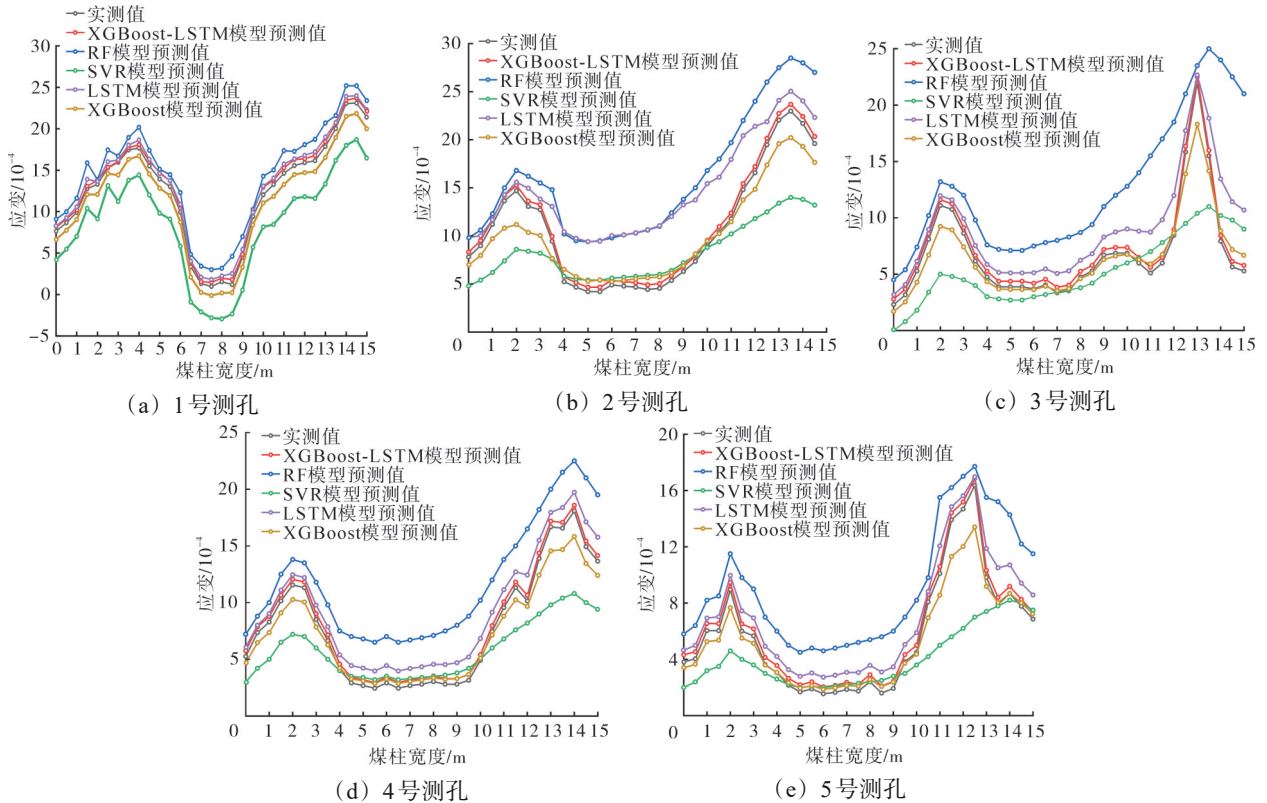 实测值
XGBoost-LSTM模型预测值
RF模型预测值
SVR模型预测值
LSTM模型预测值
XGBoost模型预测值
应变/10⁻⁴
30
25
20
15
10
5
0
−5
0 1 2 3 4 5 6 7 8 9 10 11 12 13 14 15
煤柱宽度/m
(a) 1号测孔
实测值
XGBoost-LSTM模型预测值
RF模型预测值
SVR模型预测值
LSTM模型预测值
XGBoost模型预测值
应变/10⁻⁴
30
25
20
15
10
5
0 1 2 3 4 5 6 7 8 9 10 11 12 13 14 15
煤柱宽度/m
(b) 2号测孔
实测值
XGBoost-LSTM模型预测值
RF模型预测值
SVR模型预测值
LSTM模型预测值
XGBoost模型预测值
应变/10⁻⁴
25
20
15
10
5
0 1 2 3 4 5 6 7 8 9 10 11 12 13 14 15
煤柱宽度/m
(c) 3号测孔
实测值
XGBoost-LSTM模型预测值
RF模型预测值
SVR模型预测值
LSTM模型预测值
XGBoost模型预测值
应变/10⁻⁴
25
20
15
10
5
0 1 2 3 4 5 6 7 8 9 10 11 12 13 14 15
煤柱宽度/m
(d) 4号测孔
实测值
XGBoost-LSTM模型预测值
RF模型预测值
SVR模型预测值
LSTM模型预测值
XGBoost模型预测值
应变/10⁻⁴
20
16
12
8
4
0 1 2 3 4 5 6 7 8 9 10 11 12 13 14 15
煤柱宽度/m
(e) 5号测孔